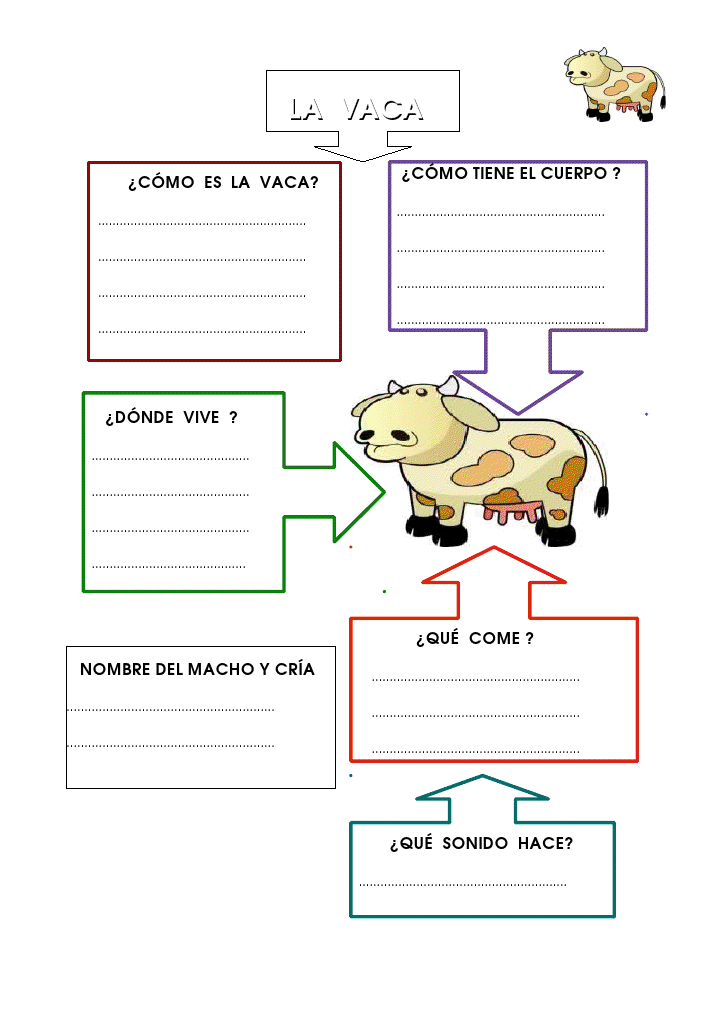 LA VACA
¿CÓMO ES LA VACA?
................................................................
................................................................
................................................................
................................................................
¿CÓMO TIENE EL CUERPO ?
................................................................
................................................................
................................................................
................................................................
¿DÓNDE VIVE ?
................................................
................................................
................................................
................................................
¿QUÉ COME ?
................................................................
................................................................
................................................................
NOMBRE DEL MACHO Y CRÍA
................................................................
................................................................
¿QUÉ SONIDO HACE?
................................................................